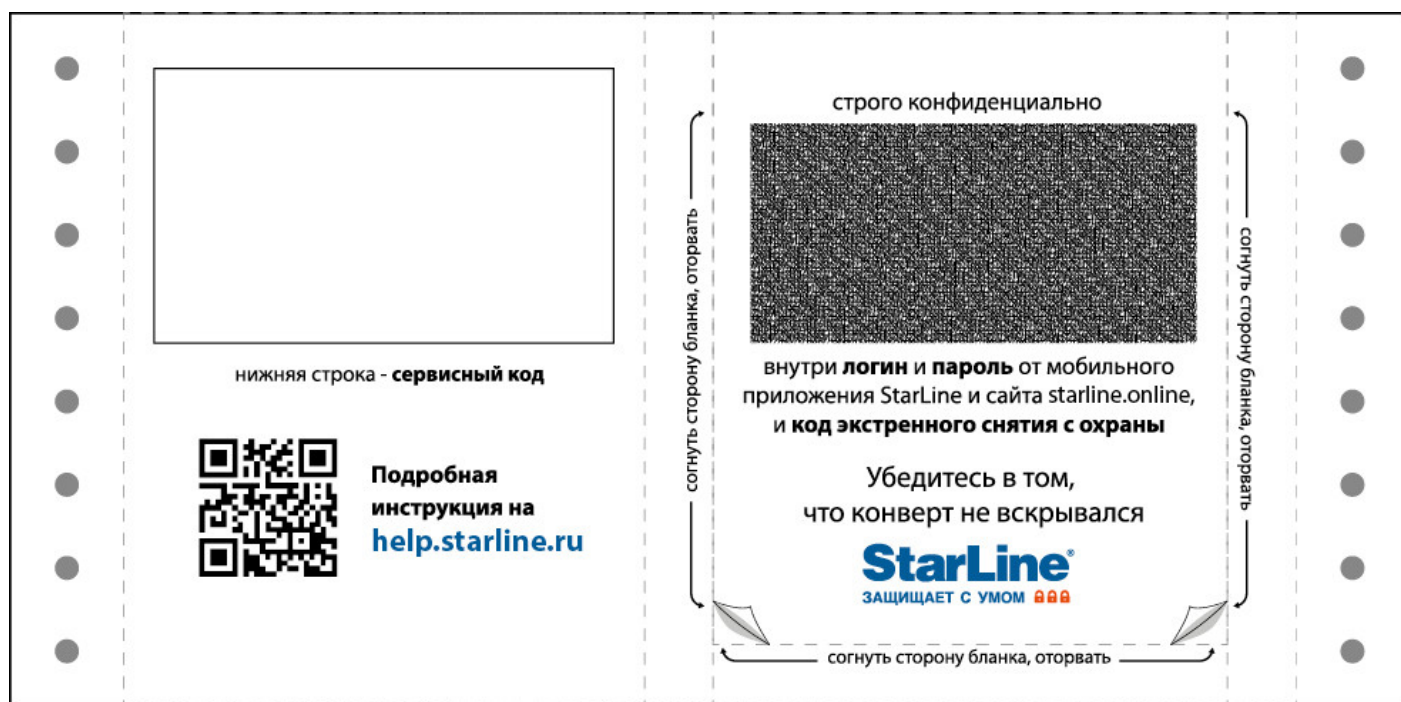 нижняя строка - сервисный код
Подробная
инструкция на
help.starline.ru
строго конфиденциально
согнуть сторону бланка, оторвать
внутри логин и пароль от мобильного
приложения StarLine и сайта starline.online,
и код экстренного снятия с охраны
Убедитесь в том,
что конверт не вскрывался
StarLine®
ЗАЩИЩАЕТ С УМОМ
согнуть сторону бланка, оторвать
согнуть сторону бланка, оторвать